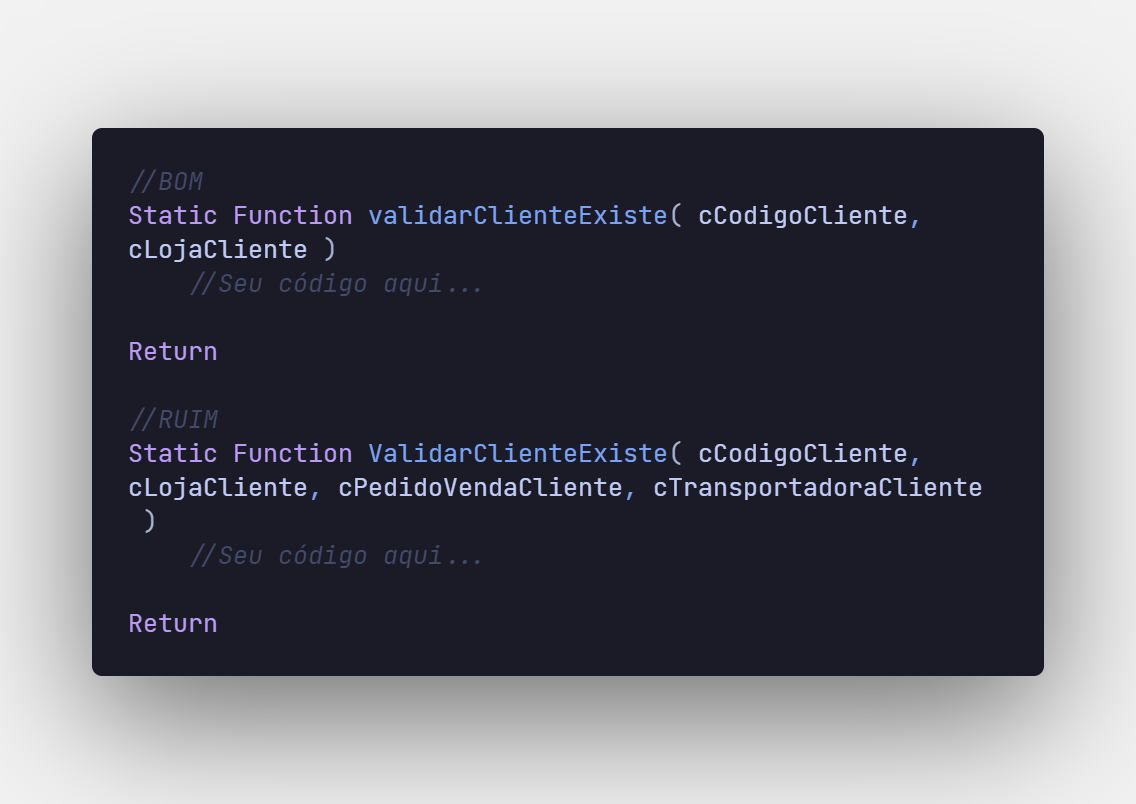 //BOM
Static Function validarClienteExiste( cCodigoCliente,
cLojaCliente )
//Seu código aqui...
Return
//RUIM
Static Function ValidarClienteExiste( cCodigoCliente,
cLojaCliente, cPedidoVendaCliente, cTransportadoraCliente
)
//Seu código aqui...
Return